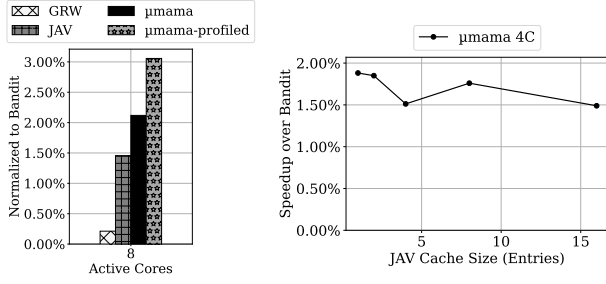 GRW
µmama
JAV
µmama-profiled
3.00%
2.50%
2.00%
1.50%
1.00%
0.50%
0.00%
Normalized to Bandit
8
Active Cores
µmama 4C
2.00%
1.50%
1.00%
0.50%
0.00%
Speedup over Bandit
5
10
15
JAV Cache Size (Entries)